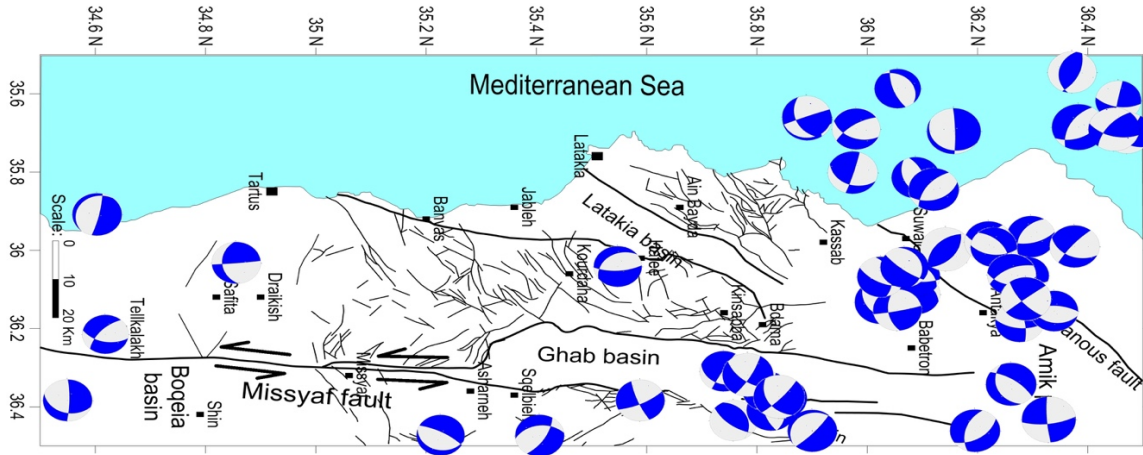 34.6 N
34.8 N
35 N
35.2 N
35.4 N
35.6 N
35.8 N
36 N
36.2 N
36.4 N
35.6
35.8
36
36.2
36.4
Mediterranean Sea
Latakia
Tartus
Banyas
Jableh
Ain Bayda
Kassab
Latakia basin
Scale:
0
10
20 Km
Kourdaha
Draikish
Safita
Kinsabba
Bdama
Babetron
Tellkalakh
Ghab basin
Amik
Boqeia
basin
Missyaf fault
Missyaf
Asharneh
Sqelbieh
Shin